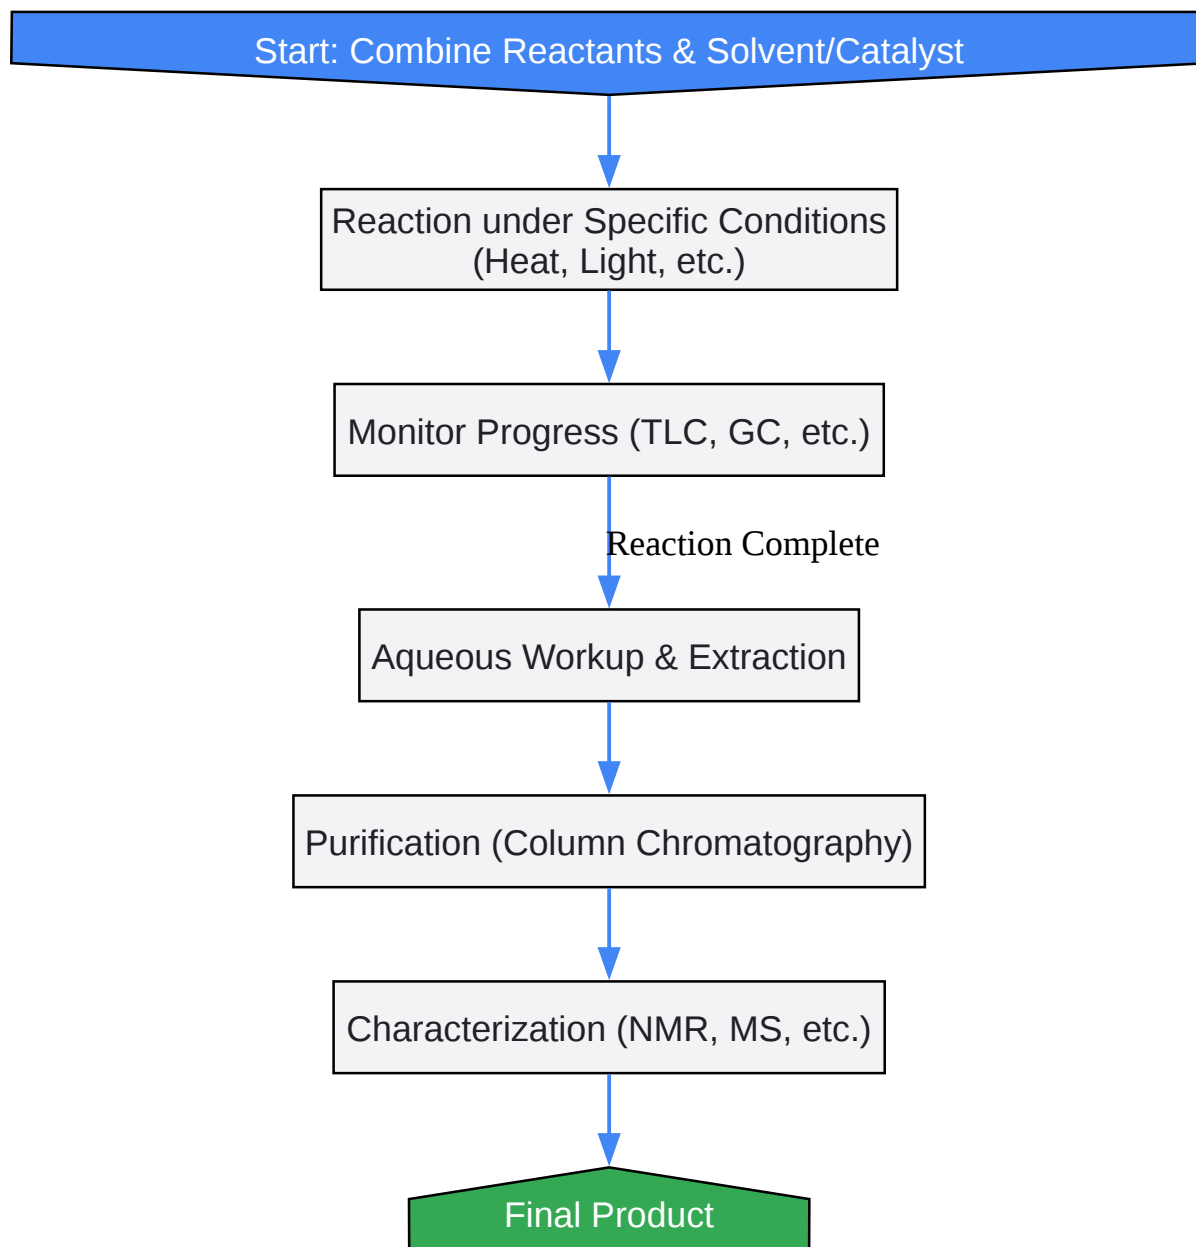 Start: Combine Reactants & Solvent/Catalyst
Reaction under Specific Conditions
(Heat, Light, etc.)
Monitor Progress (TLC, GC, etc.)
Reaction Complete
Aqueous Workup & Extraction
Purification (Column Chromatography)
Characterization (NMR, MS, etc.)
Final Product